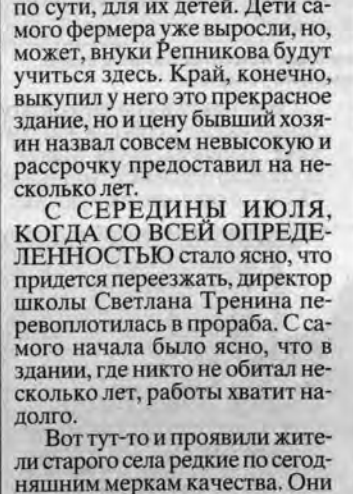 по сути, для их детей. Дети са-
мого фермера уже выросли, но,
может, внуки Репникова будут
учиться здесь. Край, конечно,
выкупил у него это прекрасное
здание, но и цену бывший хозя-
ин назвал совсем невысокую и
рассрочку предоставил на не-
сколько лет.
С СЕРЕДИНЫ ИЮЛЯ,
КОГДА СО ВСЕЙ ОПРЕДЕ-
ЛЕННОСТЬЮ стало ясно, что
придется переезжать, директор
школы Светлана Тренина пе-
ревоплотилась в прораба. С са-
мого начала было ясно, что в
здании, где никто не обитал не-
сколько лет, работы хватит на-
долго.
Вот тут-то и проявили жите-
ли старого села редкие по сегод-
няшним меркам качества. Они